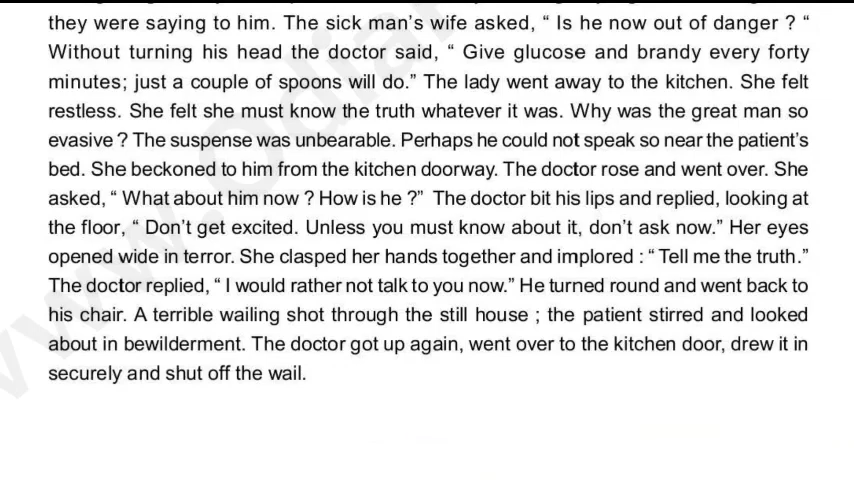 they were saying to him. The sick man's wife asked, “ Is he now out of danger ? “
Without turning his head the doctor said, “ Give glucose and brandy every forty
minutes; just a couple of spoons will do.” The lady went away to the kitchen. She felt
restless. She felt she must know the truth whatever it was. Why was the great man so
evasive ? The suspense was unbearable. Perhaps he could not speak so near the patient's
bed. She beckoned to him from the kitchen doorway. The doctor rose and went over. She
asked, “ What about him now ? How is he ?” The doctor bit his lips and replied, looking at
the floor, “ Don't get excited. Unless you must know about it, don't ask now.” Her eyes
opened wide in terror. She clasped her hands together and implored : “ Tell me the truth.”
The doctor replied, “ I would rather not talk to you now.” He turned round and went back to
his chair. A terrible wailing shot through the still house ; the patient stirred and looked
about in bewilderment. The doctor got up again, went over to the kitchen door, drew it in
securely and shut off the wail.